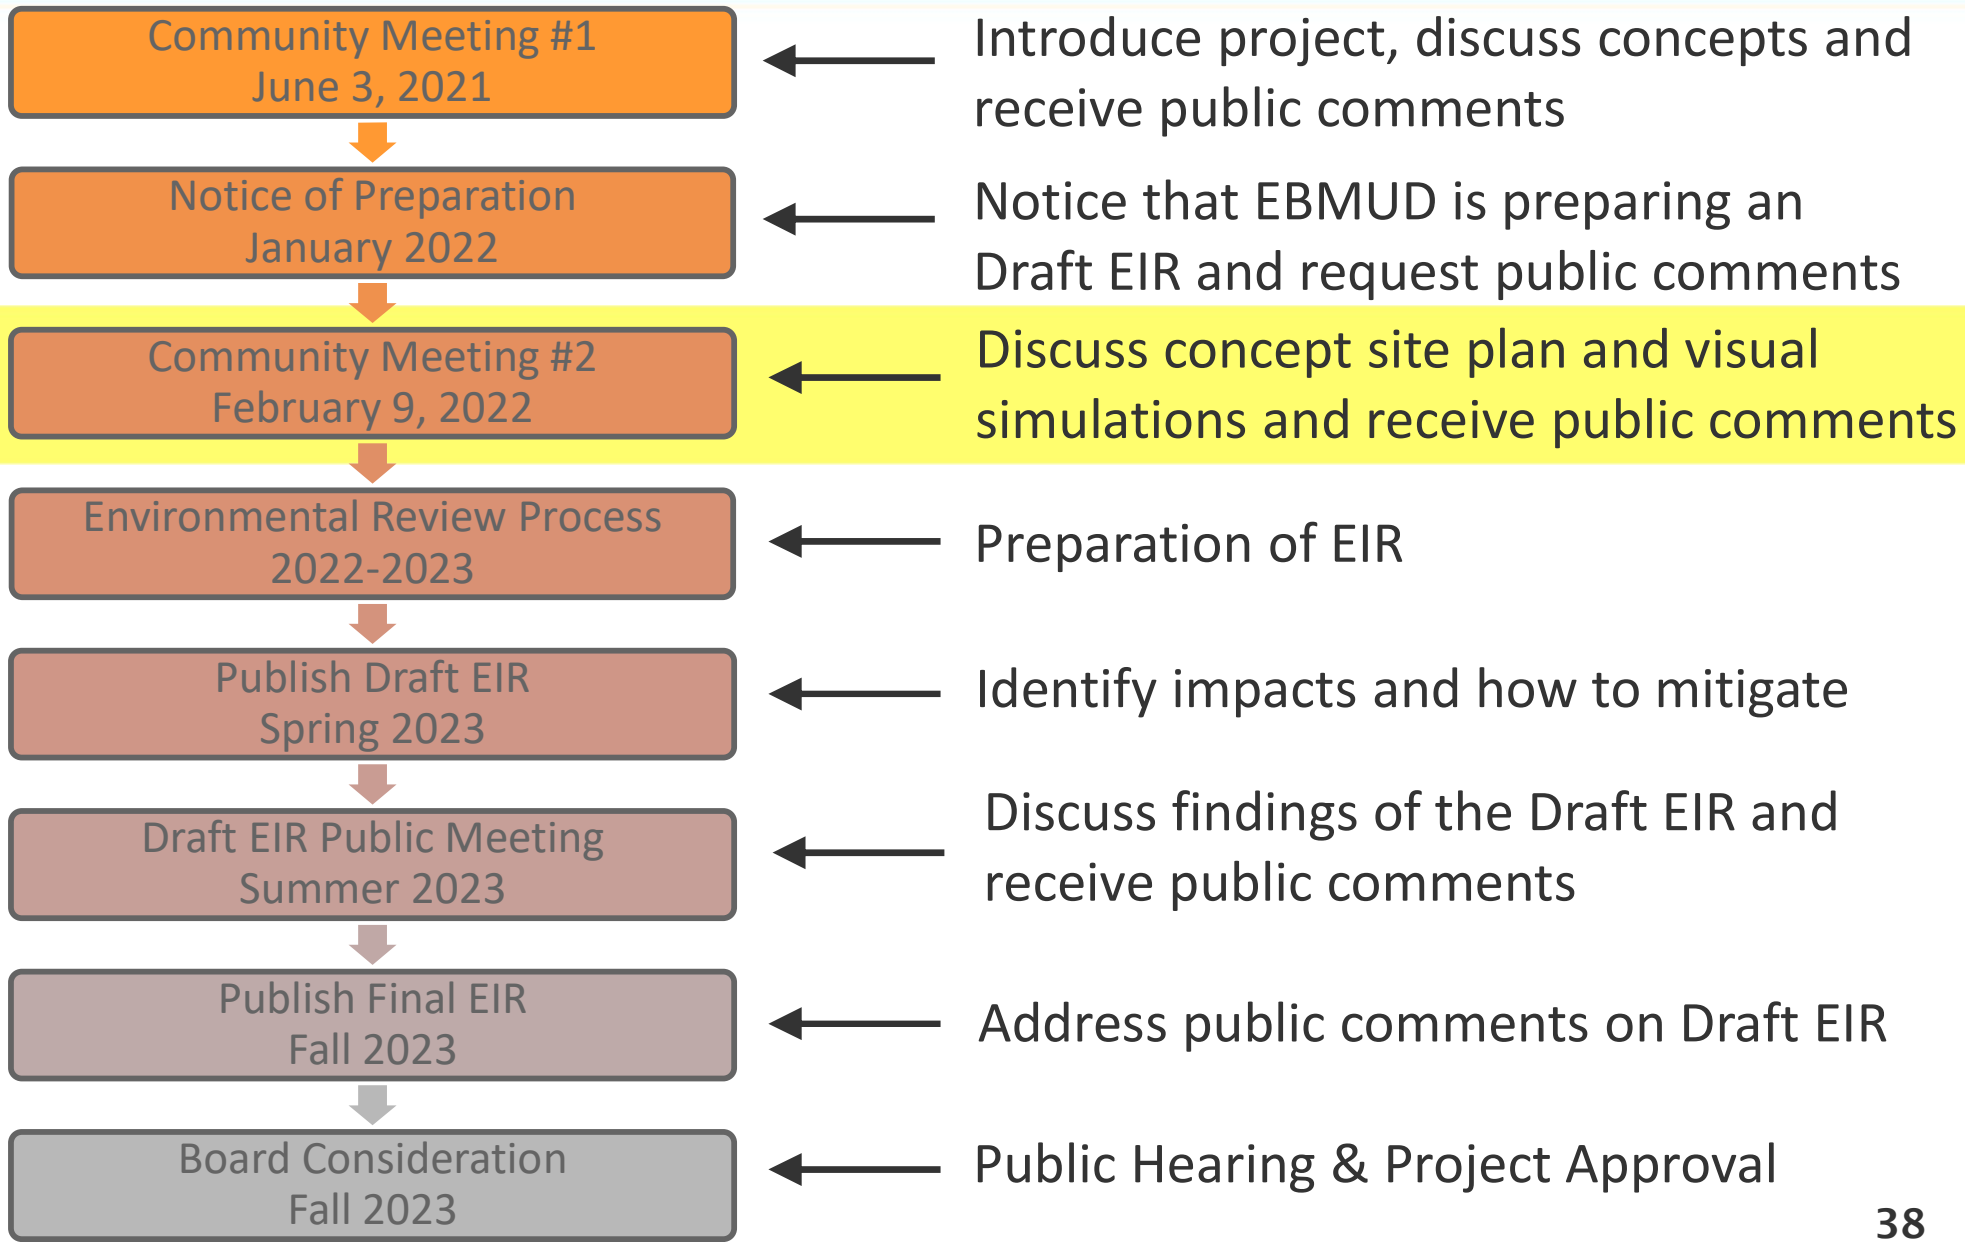 Community Meeting #1
June 3, 2021
Introduce project, discuss concepts and
receive public comments
Notice of Preparation
January 2022
Notice that EBMUD is preparing an
Draft EIR and request public comments
Community Meeting #2
February 9, 2022
Discuss concept site plan and visual
simulations and receive public comments
Environmental Review Process
2022-2023
Preparation of EIR
Publish Draft EIR
Spring 2023
Identify impacts and how to mitigate
Draft EIR Public Meeting
Summer 2023
Discuss findings of the Draft EIR and
receive public comments
Publish Final EIR
Fall 2023
Address public comments on Draft EIR
Board Consideration
Fall 2023
Public Hearing & Project Approval
38